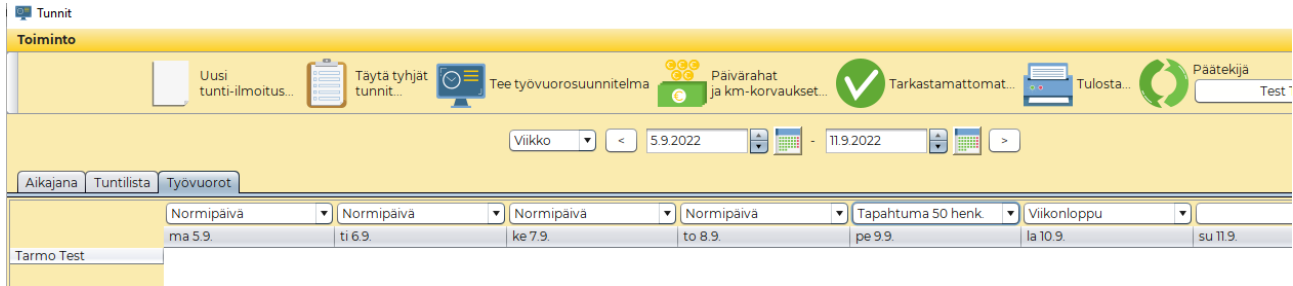 Tunnit
Toiminto
Uusi
tunti-ilmoitus...
Täytä tyhjät
tunnit...
Tee työvuorosuunnitelma
Päivärahat
ja km-korvaukset...
Tarkastamattomat...
Tulosta...
Päätekijä
Test
Viikko < 5.9.2022 - 11.9.2022 >
Aikajana Tuntilista Työvuorot
Normipäivä Normipäivä Normipäivä Normipäivä Tapahtuma 50 henk. Viikonloppu
ma 5.9. ti 6.9. ke 7.9. to 8.9. pe 9.9. la 10.9. su 11.9.
Tarmo Test